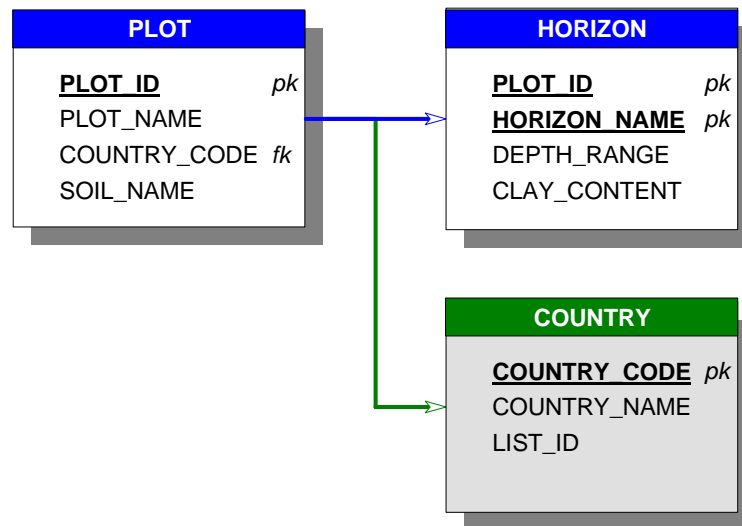 PLOT
PLOT_ID pk
PLOT_NAME
COUNTRY_CODE fk
SOIL_NAME
HORIZON
PLOT_ID pk
HORIZON_NAME pk
DEPTH_RANGE
CLAY_CONTENT
COUNTRY
COUNTRY_CODE pk
COUNTRY_NAME
LIST_ID